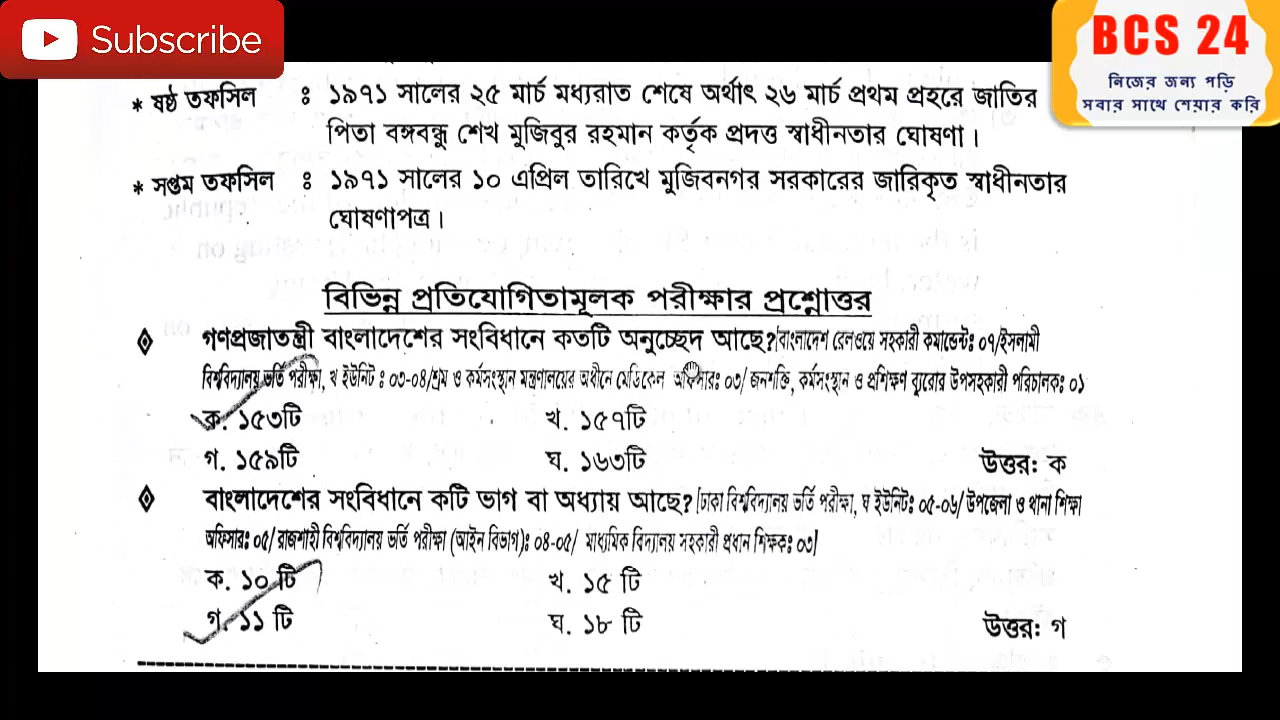 Subscribe
BCS 24
নিজের জন্য পড়ি
সবার সাথে শেয়ার করি
* ষষ্ঠ তফসিল : ১৯৭১ সালের ২৫ মার্চ মধ্যরাত শেষে অর্থাৎ ২৬ মার্চ প্রথম প্রহরে জাতির
পিতা বঙ্গবন্ধু শেখ মুজিবুর রহমান কর্তৃক প্রদত্ত স্বাধীনতার ঘোষণা।
* সপ্তম তফসিল : ১৯৭১ সালের ১০ এপ্রিল তারিখে মুজিবনগর সরকারের জারিকৃত স্বাধীনতার
ঘোষণাপত্র।
বিভিন্ন প্রতিযোগিতামূলক পরীক্ষার প্রশ্নোত্তর
গণপ্রজাতন্ত্রী বাংলাদেশের সংবিধানে কতটি অনুচ্ছেদ আছে? [বাংলাদেশ রেলওয়ে সহকারী কমান্ডেন্ট: ০৭/ইসলামী
বিশ্ববিদ্যালয় ভর্তি পরীক্ষা, খ ইউনিট : ০৩-০৪/শ্রম ও কর্মসংস্থান মন্ত্রণালয়ের অধীনে মেডিকেল অফিসার: ০৩/ জনশক্তি, কর্মসংস্থান ও প্রশিক্ষণ ব্যুরোর উপসহকারী পরিচালক: ০১
ক. ১৫৩টি খ. ১৫৭টি
গ. ১৫৯টি ঘ. ১৬৩টি উত্তর: ক
বাংলাদেশের সংবিধানে কটি ভাগ বা অধ্যায় আছে? [ঢাকা বিশ্ববিদ্যালয় ভর্তি পরীক্ষা, ঘ ইউনিট: ০৫-০৬/ উপজেলা ও থানা শিক্ষা
অফিসার: ০৫/ রাজশাহী বিশ্ববিদ্যালয় ভর্তি পরীক্ষা (আইন বিভাগ): ০৪-০৫/ মাধ্যমিক বিদ্যালয় সহকারী প্রধান শিক্ষক: ০৩]
ক. ১০ টি খ. ১৫ টি
গ. ১১ টি ঘ. ১৮ টি উত্তর: গ